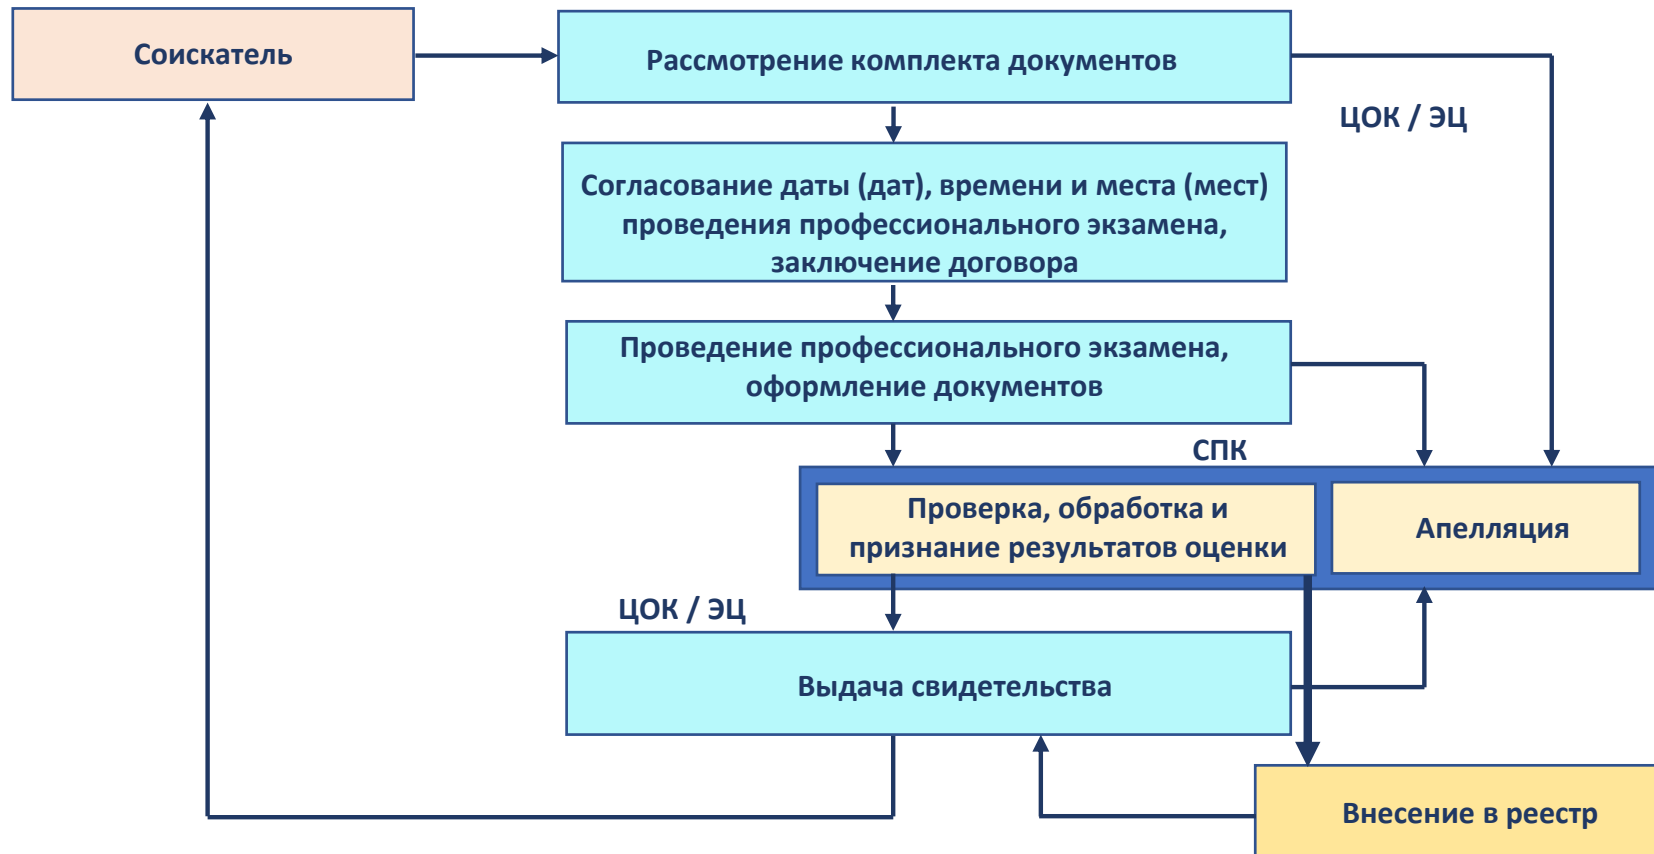 Соискатель
Рассмотрение комплекта документов
ЦОК / ЭЦ
Согласование даты (дат), времени и места (мест)
проведения профессионального экзамена,
заключение договора
Проведение профессионального экзамена,
оформление документов
СПК
Проверка, обработка и
признание результатов оценки
Апелляция
ЦОК / ЭЦ
Выдача свидетельства
Внесение в реестр